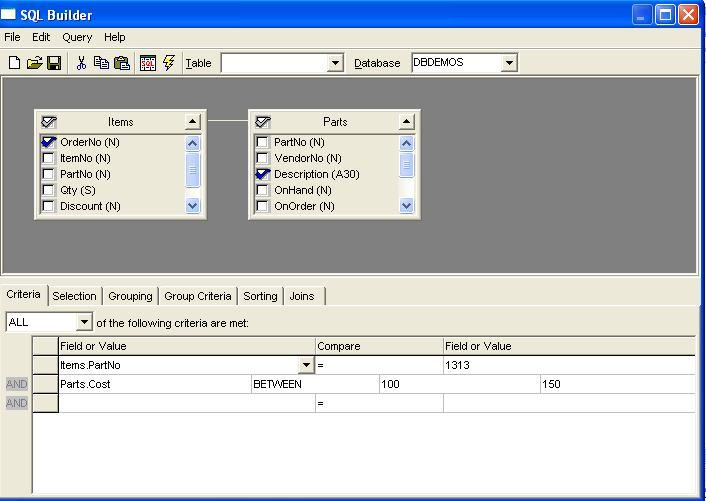 SQL Builder
File Edit Query Help
SQL Table Database DBDEMOS
Items
OrderNo (N)
ItemNo (N)
PartNo (N)
Qty (S)
Discount (N)
Parts
PartNo (N)
VendorNo (N)
Description (A30)
OnHand (N)
OnOrder (N)
Criteria Selection Grouping Group Criteria Sorting Joins
ALL of the following criteria are met:
Field or Value Compare Field or Value
Items.PartNo = 1313
AND Parts.Cost BETWEEN 100 150
AND =